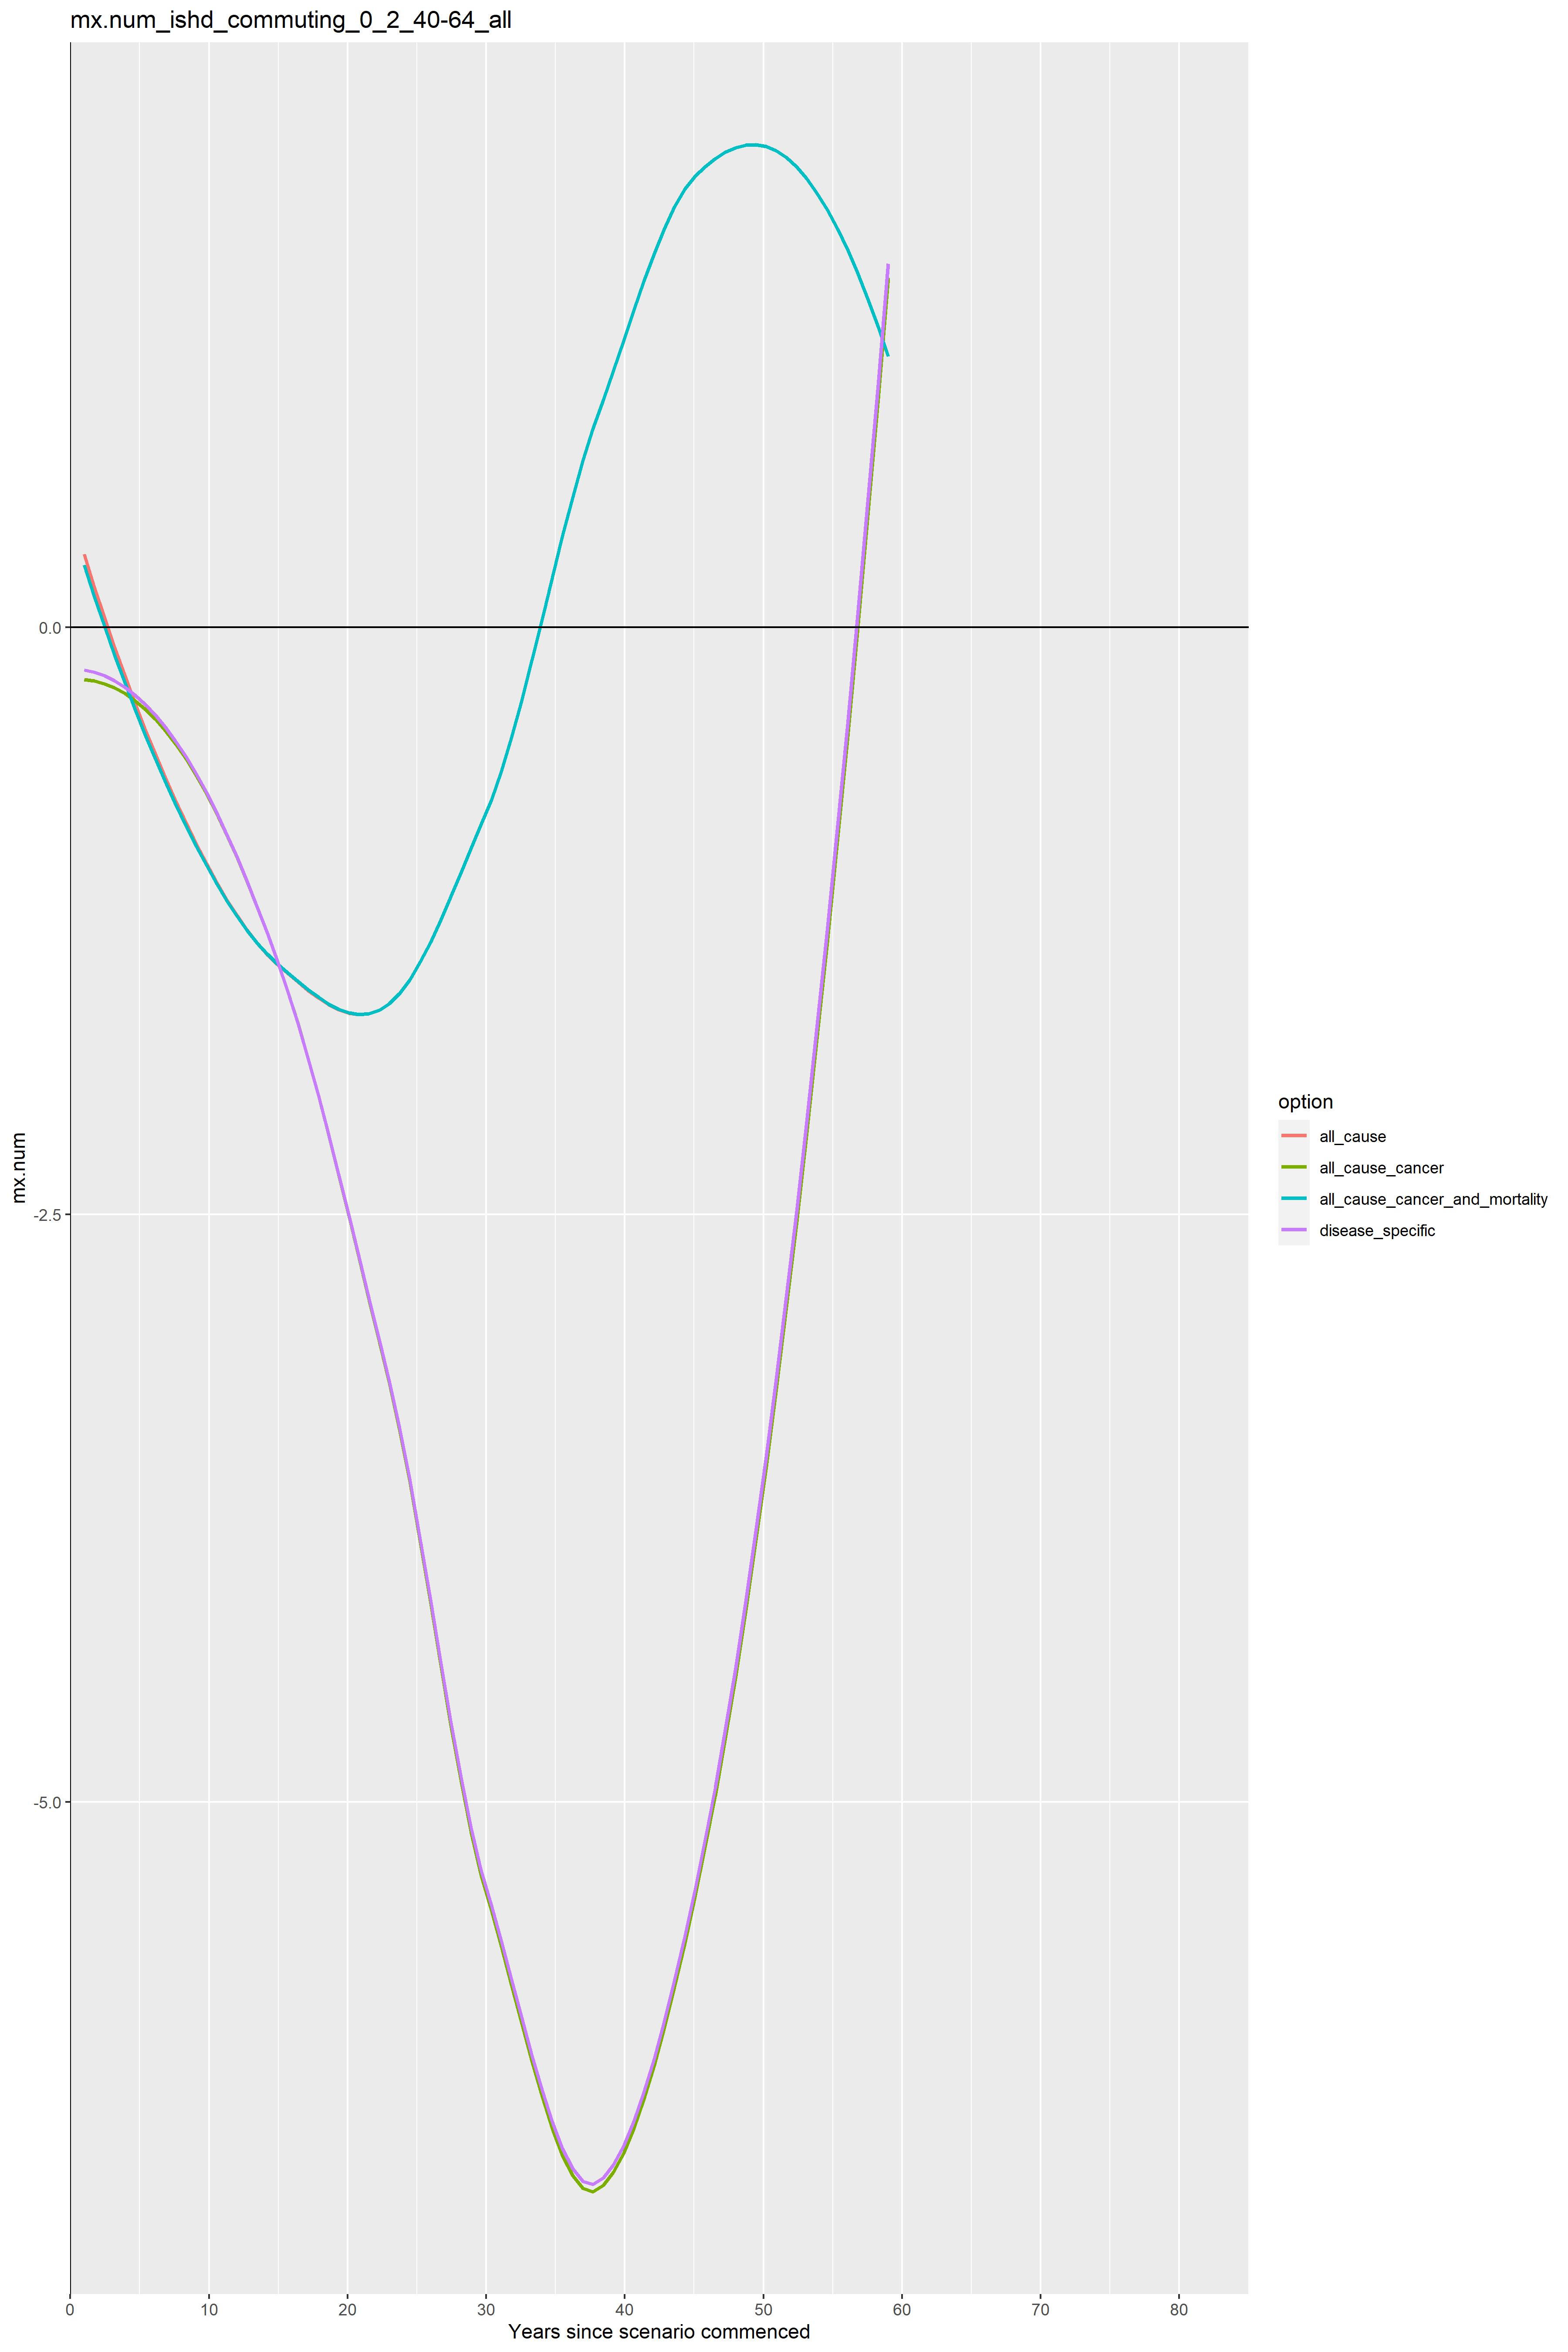 mx.num_ishd_commuting_0_2_40-64_all
mx.num
0.0
-2.5
-5.0
0 10 20 30 40 50 60 70 80
Years since scenario commenced
option
all_cause
all_cause_cancer
all_cause_cancer_and_mortality
disease_specific